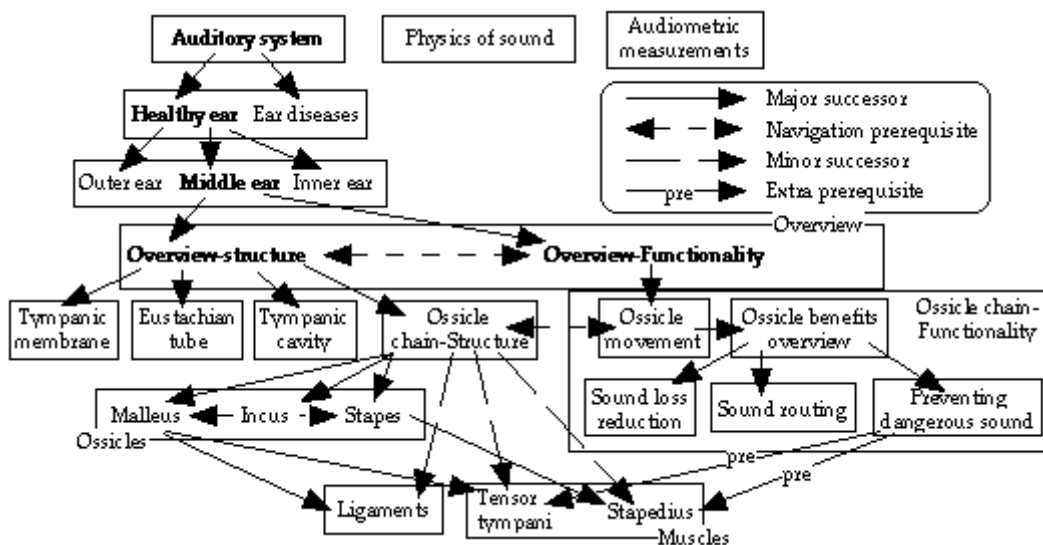 Auditory system
Physics of sound
Audiometric
measurements
Healthy ear Ear diseases
Major successor
Navigation prerequisite
Minor successor
pre Extra prerequisite
Outer ear Middle ear Inner ear
Overview
Overview-structure
Overview-Functionality
Tympanic
membrane
Eustachian
tube
Tympanic
cavity
Ossicle
chain-Structure
Ossicle
movement
Ossicle benefits
overview
Ossicle chain-
Functionality
Malleus Incus Stapes
Ossicles
Sound loss
reduction
Sound routing
Preventing
dangerous sound
pre
pre
Ligaments
Tensor
tympani
Stapedius
Muscles